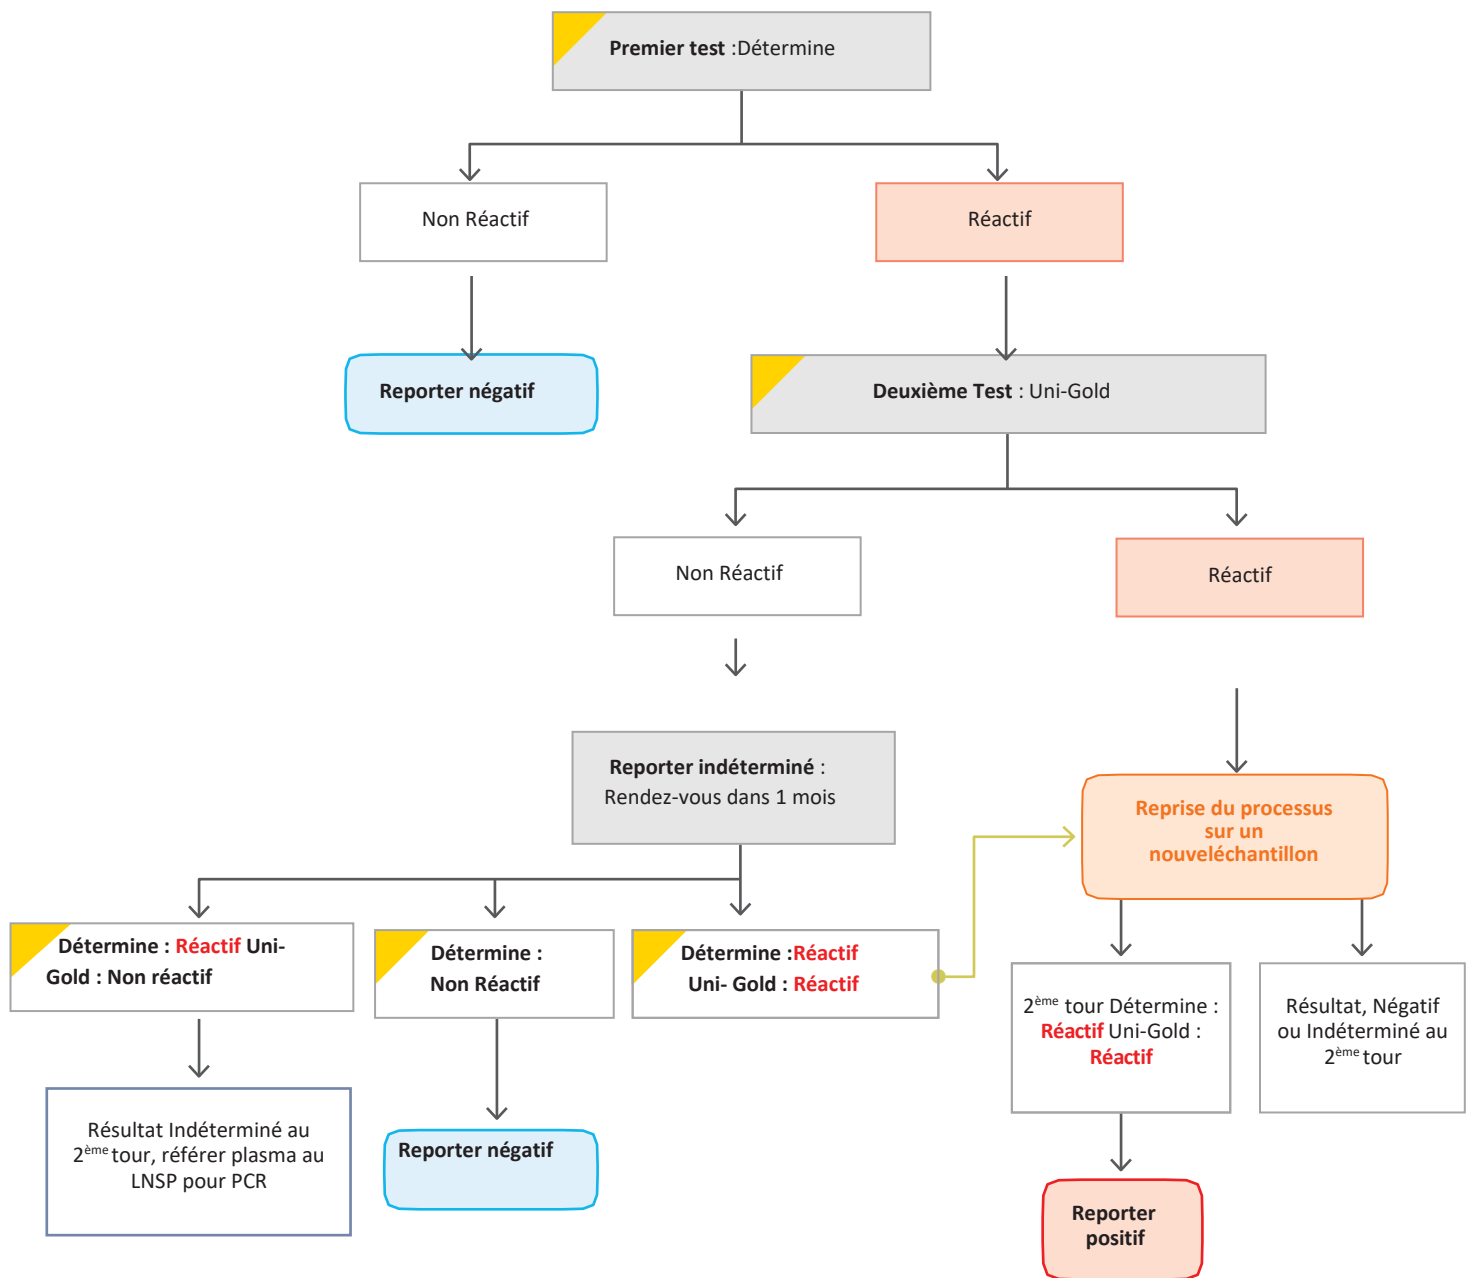 Premier test :Détermine
Non Réactif
Réactif
Reporter négatif
Deuxième Test : Uni-Gold
Non Réactif
Réactif
Reporter indéterminé :
Rendez-vous dans 1 mois
Reprise du processus
sur un
nouveléchantillon
Détermine : Réactif Uni-
Gold : Non réactif
Détermine :
Non Réactif
Détermine :Réactif
Uni- Gold : Réactif
2ème tour Détermine :
Réactif Uni-Gold :
Réactif
Résultat, Négatif
ou Indéterminé au
2ème tour
Résultat Indéterminé au
2ème tour, référer plasma au
LNSP pour PCR
Reporter négatif
Reporter
positif